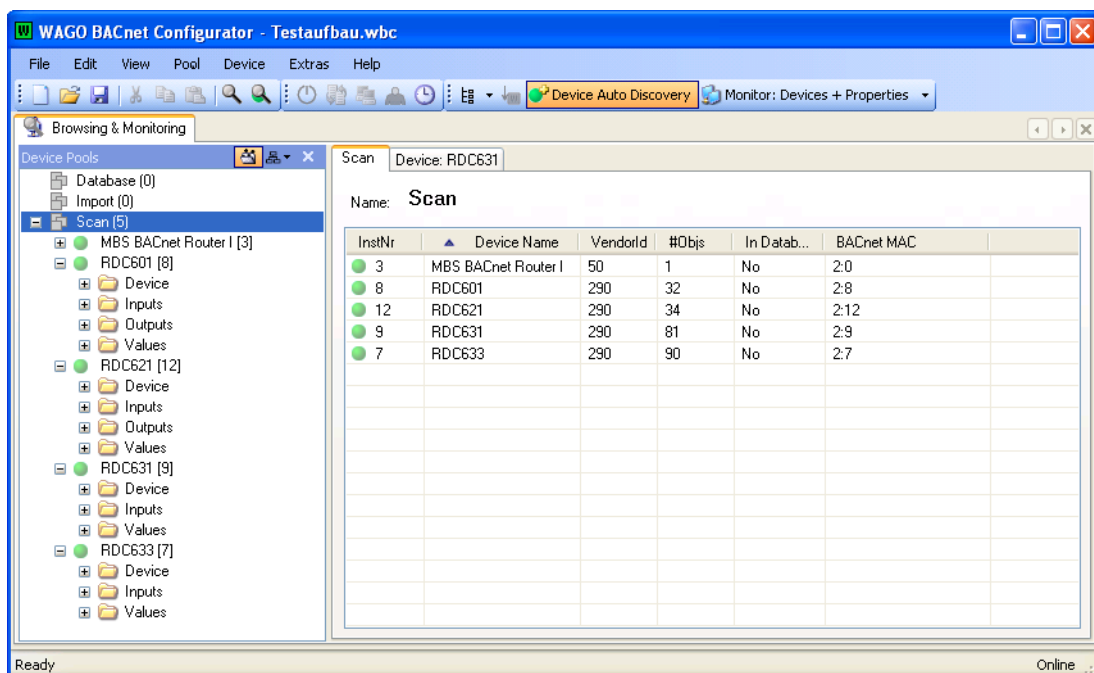 WAGO BACnet Configurator - Testaufbau.wbc
File Edit View Pool Device Extras Help
Device Auto Discovery Monitor: Devices + Properties
Browsing & Monitoring
Device Pools
Database (0)
Import (0)
Scan (5)
MBS BACnet Router I [3]
RDC601 [8]
Device
Inputs
Outputs
Values
RDC621 [12]
Device
Inputs
Outputs
Values
RDC631 [9]
Device
Inputs
Values
RDC633 [7]
Device
Inputs
Values
Scan Device: RDC631
Name: Scan
InstNr Device Name VendorId #Objs In Datab... BACnet MAC
3 MBS BACnet Router I 50 1 No 2:0
8 RDC601 290 32 No 2:8
12 RDC621 290 34 No 2:12
9 RDC631 290 81 No 2:9
7 RDC633 290 90 No 2:7
Ready Online